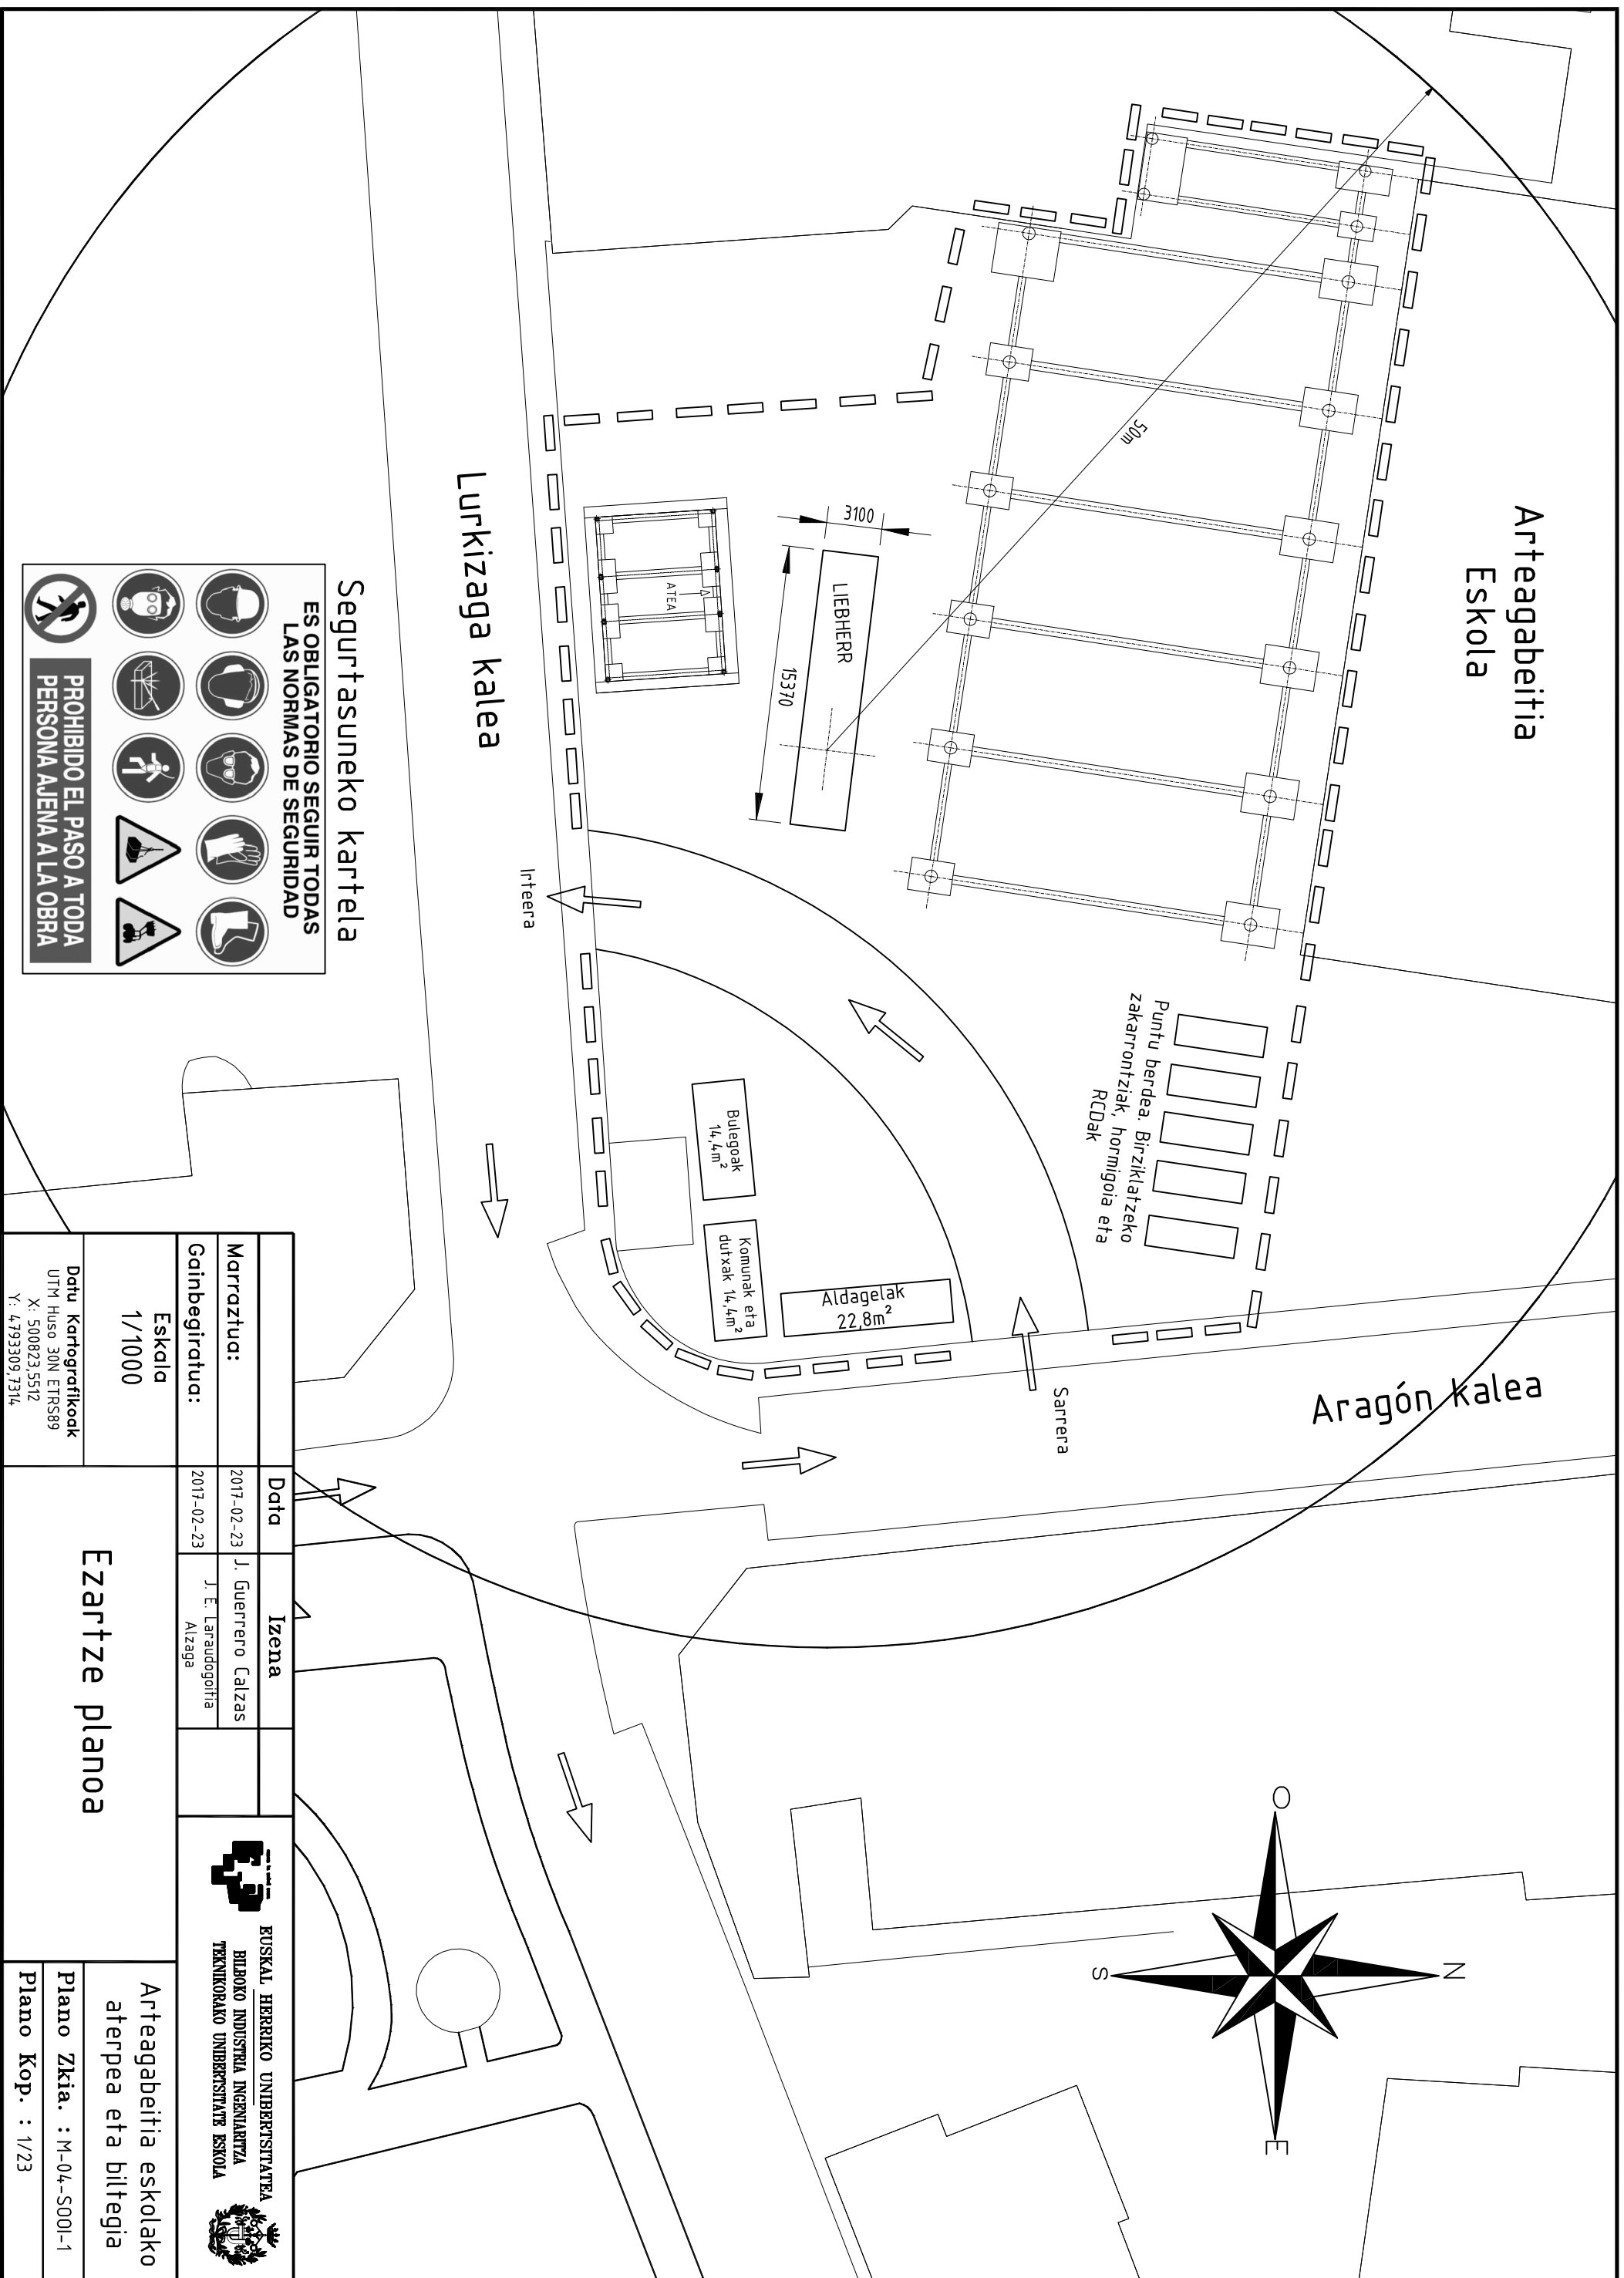 Arteagabeitia
Eskola
50m
3100
LIEBHERR
15370
ATEA
Lurkizaga kalea
Irteera
Puntu berdea. Birziklatzeko
zakarrontziak, hormigoia eta
RCDak
Bulegoak
14,4m²
Komunak eta
dutxak 14,4m²
Aldagelak
22,8m²
Sarrera
Aragón kalea
Segurtasuneko kartela
ES OBLIGATORIO SEGUIR TODAS
LAS NORMAS DE SEGURIDAD
PROHIBIDO EL PASO A TODA
PERSONA AJENA A LA OBRA
N
O
E
S
Data
Izena
Marraztua:
2017-02-23
J. Guerrero Calzas
Gainbegiratua:
2017-02-23
J. E. Laraudogoitia
Alzaga
EUSKAL HERRIKO UNIBERTSITATEA
BILBOKO INDUSTRIA INGENIARITZA
TEKNIKORAKO UNIBERTSITATE ESKOLA
Eskala
1/1000
Datu Kartografikoak
UTM Huso 30N ETRS89
X: 500823,5512
Y: 4793309,7314
Ezartze planoa
Arteagabeitia eskolako
aterpea eta biltegia
Plano Zkia. : M-04-S00I-1
Plano Kop. : 1/23